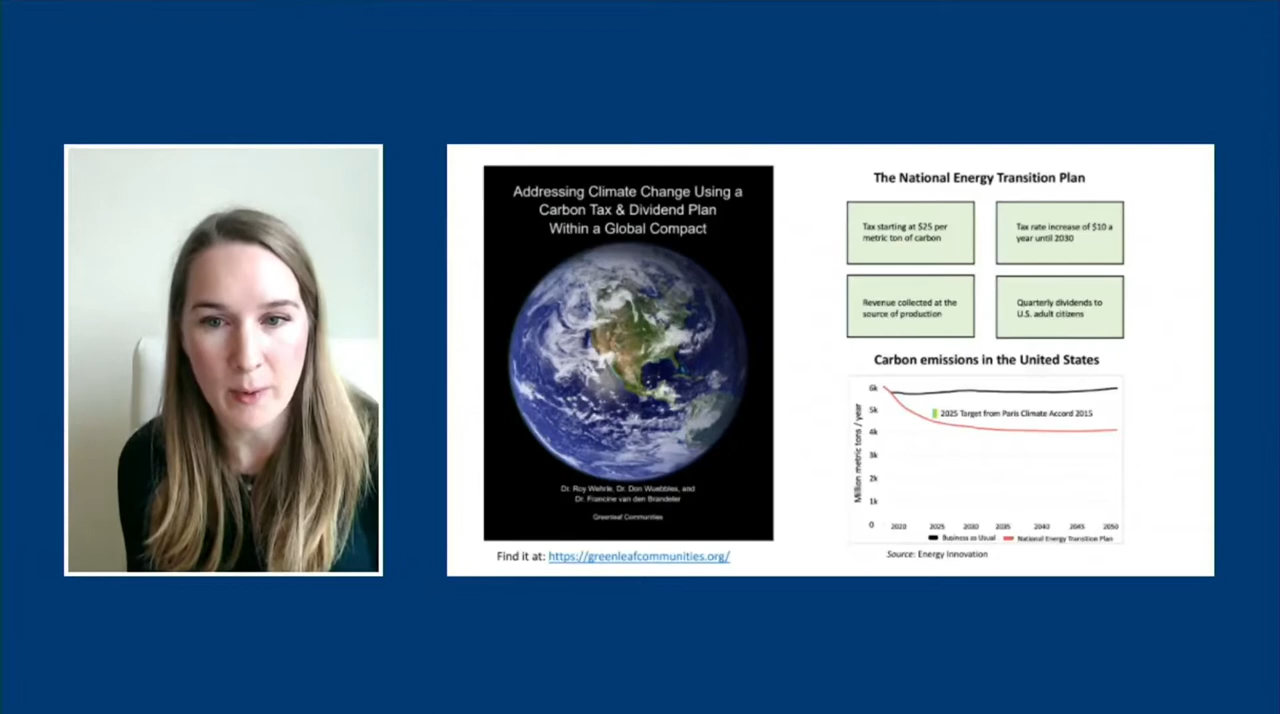 Addressing Climate Change Using a
Carbon Tax & Dividend Plan
Within a Global Compact
Dr. Roy Wehrle, Dr. Don Wuebbles, and
Dr. Francine van den Brandeler
Greenleaf Communities
Find it at: https://greenleafcommunities.org/
The National Energy Transition Plan
Tax starting at $25 per
metric ton of carbon
Tax rate increase of $10 a
year until 2030
Revenue collected at the
source of production
Quarterly dividends to
U.S. adult citizens
Carbon emissions in the United States
Million metric tons / year
6k
5k
4k
3k
2k
1k
0
2025 Target from Paris Climate Accord 2015
2020 2025 2030 2035 2040 2045 2050
Business as Usual National Energy Transition Plan
Source: Energy Innovation